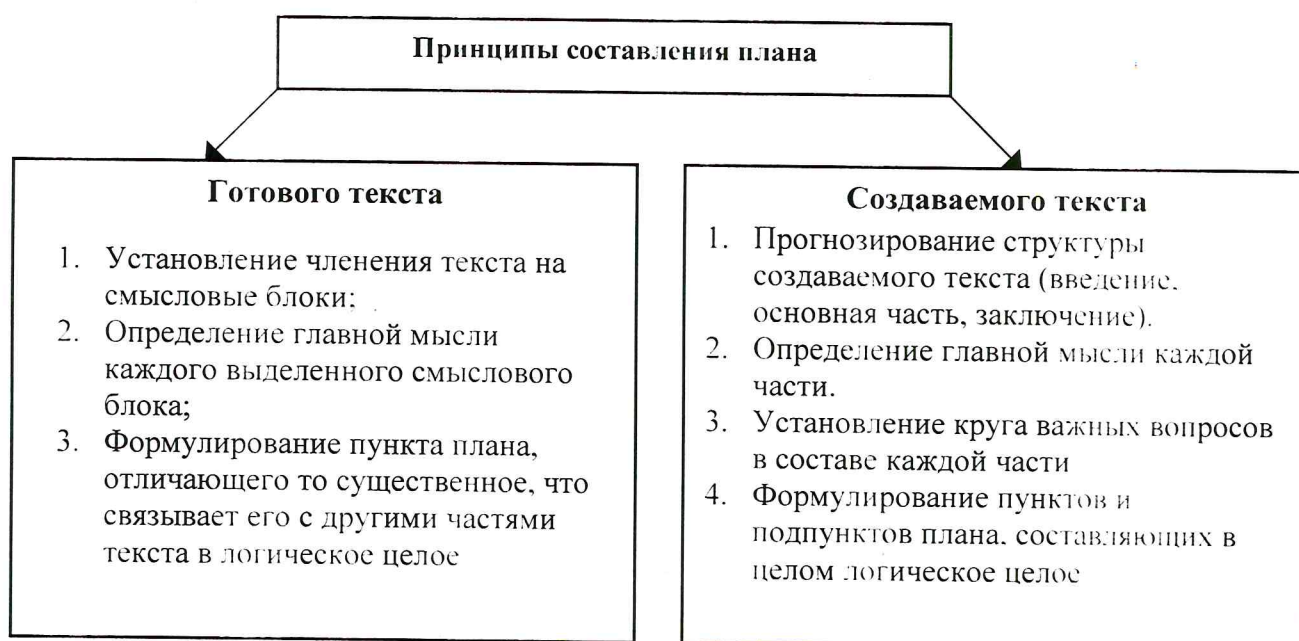 Принципы составления плана
Готового текста
1. Установление членения текста на
смысловые блоки;
2. Определение главной мысли
каждого выделенного смыслового
блока;
3. Формулирование пункта плана,
отличающего то существенное, что
связывает его с другими частями
текста в логическое целое
Создаваемого текста
1. Прогнозирование структуры
создаваемого текста (введение,
основная часть, заключение).
2. Определение главной мысли каждой
части.
3. Установление круга важных вопросов
в составе каждой части
4. Формулирование пунктов и
подпунктов плана, составляющих в
целом логическое целое